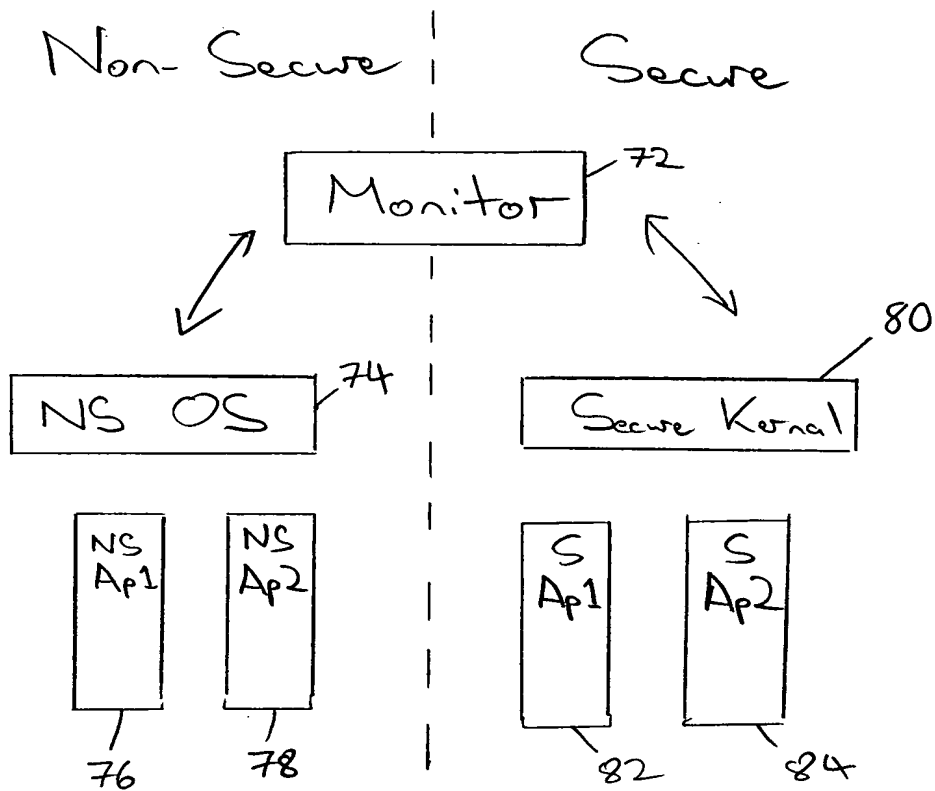 Non-Secure Secure
Monitor 72
NS OS 74
Secure Kernal 80
NS
Ap1
NS
Ap2
S
Ap1
S
Ap2
76 78 82 84